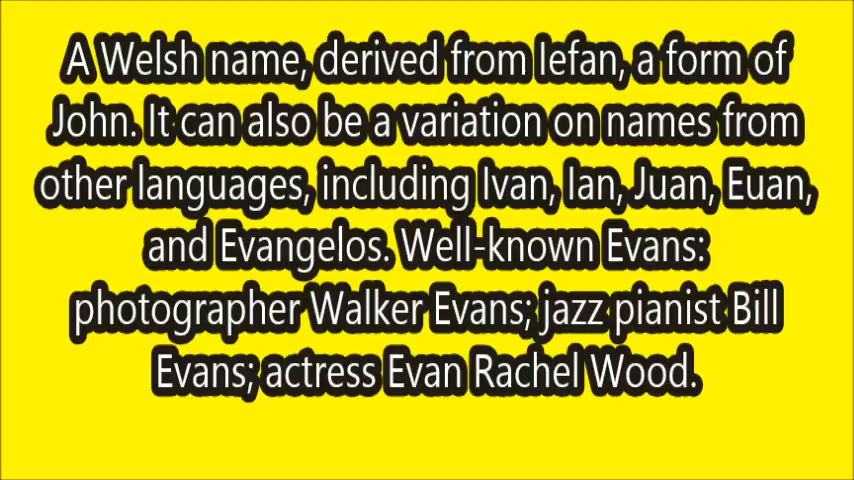 A Welsh name, derived from Iefan, a form of
John. It can also be a variation on names from
other languages, including Ivan, Ian, Juan, Euan,
and Evangelos. Well-known Evans:
photographer Walker Evans; jazz pianist Bill
Evans; actress Evan Rachel Wood.